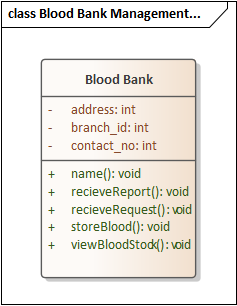 class Blood Bank Management...
Blood Bank
- address: int
- branch_id: int
- contact_no: int
+ name(): void
+ recieveReport(): void
+ recieveRequest(): void
+ storeBlood(): void
+ viewBloodStock(): void